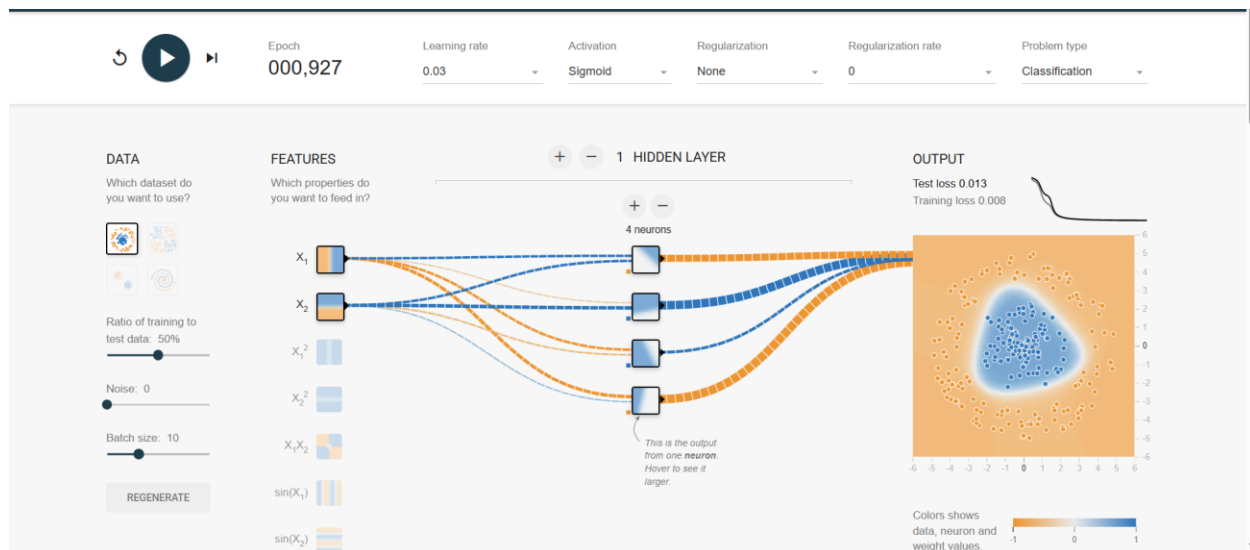 Epoch
000,927
Learning rate
0.03
Activation
Sigmoid
Regularization
None
Regularization rate
0
Problem type
Classification
DATA
Which dataset do
you want to use?
Ratio of training to
test data: 50%
Noise: 0
Batch size: 10
REGENERATE
FEATURES
Which properties do
you want to feed in?
X₁
X₂
X₁²
X₂²
X₁X₂
sin(X₁)
sin(X₂)
+ − 1 HIDDEN LAYER
+ −
4 neurons
This is the output
from one neuron.
Hover to see it
larger.
OUTPUT
Test loss 0.013
Training loss 0.008
6
5
4
3
2
1
0
-1
-2
-3
-4
-5
-6
-6 -5 -4 -3 -2 -1 0 1 2 3 4 5 6
Colors shows
data, neuron and
weight values.
-1 0 1